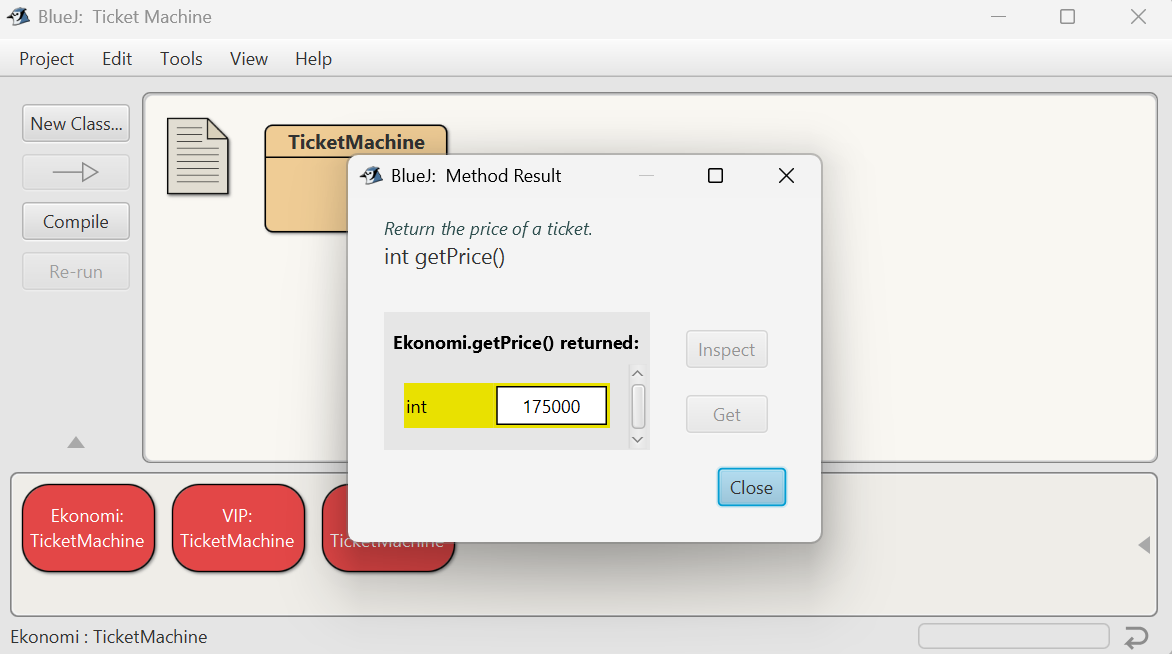 BlueJ: Ticket Machine
Project Edit Tools View Help
New Class...
Compile
Re-run
TicketMachine
BlueJ: Method Result
Return the price of a ticket.
int getPrice()
Ekonomi.getPrice() returned:
int 175000
Inspect
Get
Close
Ekonomi:
TicketMachine
VIP:
TicketMachine
TicketMachine
Ekonomi : TicketMachine